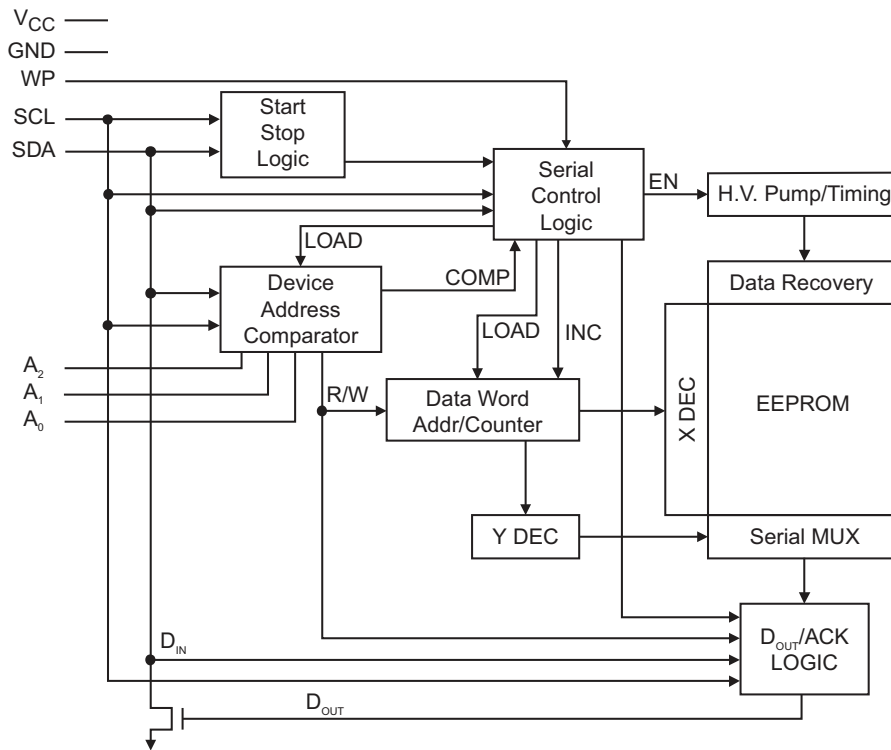 VCC
GND
WP
SCL
SDA
Start
Stop
Logic
Serial
Control
Logic
EN
H.V. Pump/Timing
LOAD
COMP
Device
Address
Comparator
LOAD
INC
Data Recovery
A2
A1
A0
R/W
Data Word
Addr/Counter
X DEC
EEPROM
Y DEC
Serial MUX
DIN
DOUT/ACK
LOGIC
DOUT